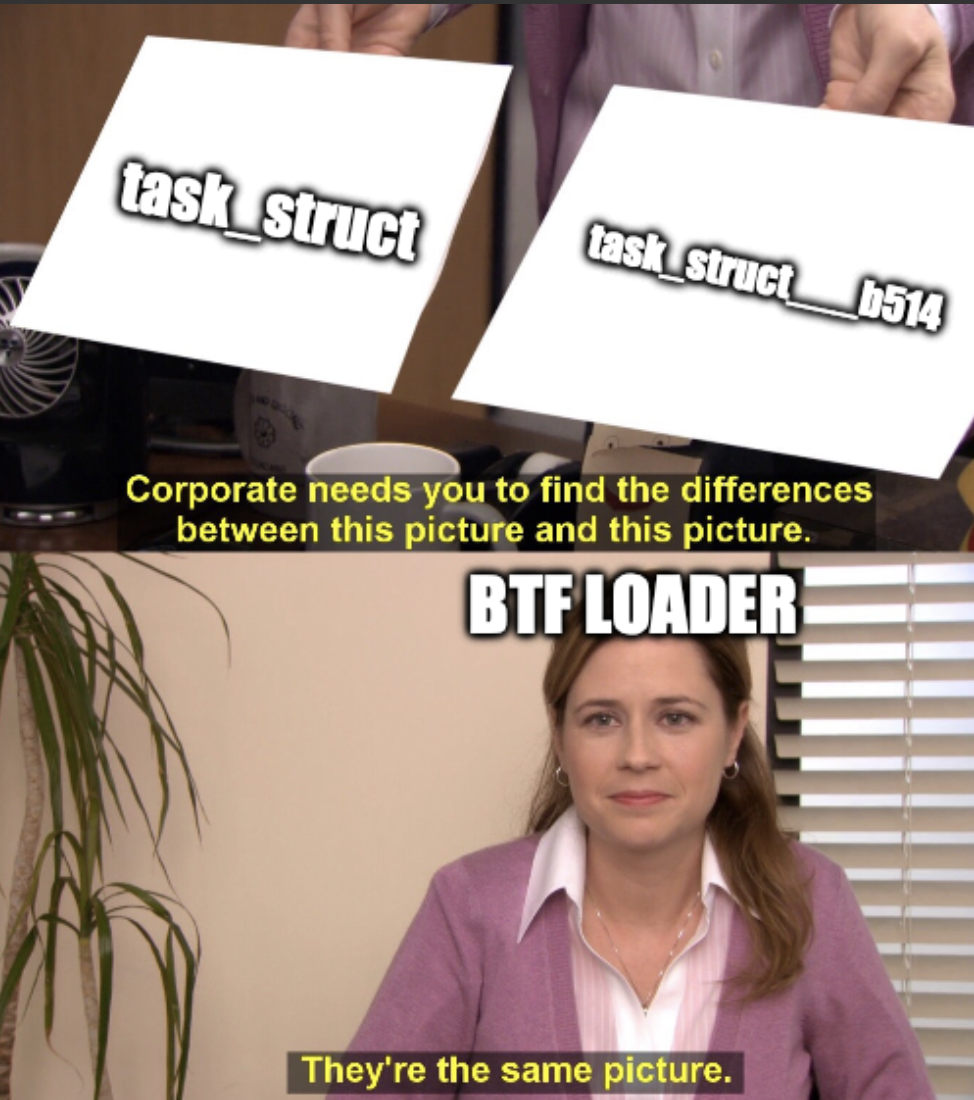 task_struct
task_struct___b514
Corporate needs you to find the differences
between this picture and this picture.
BTF LOADER
They're the same picture.